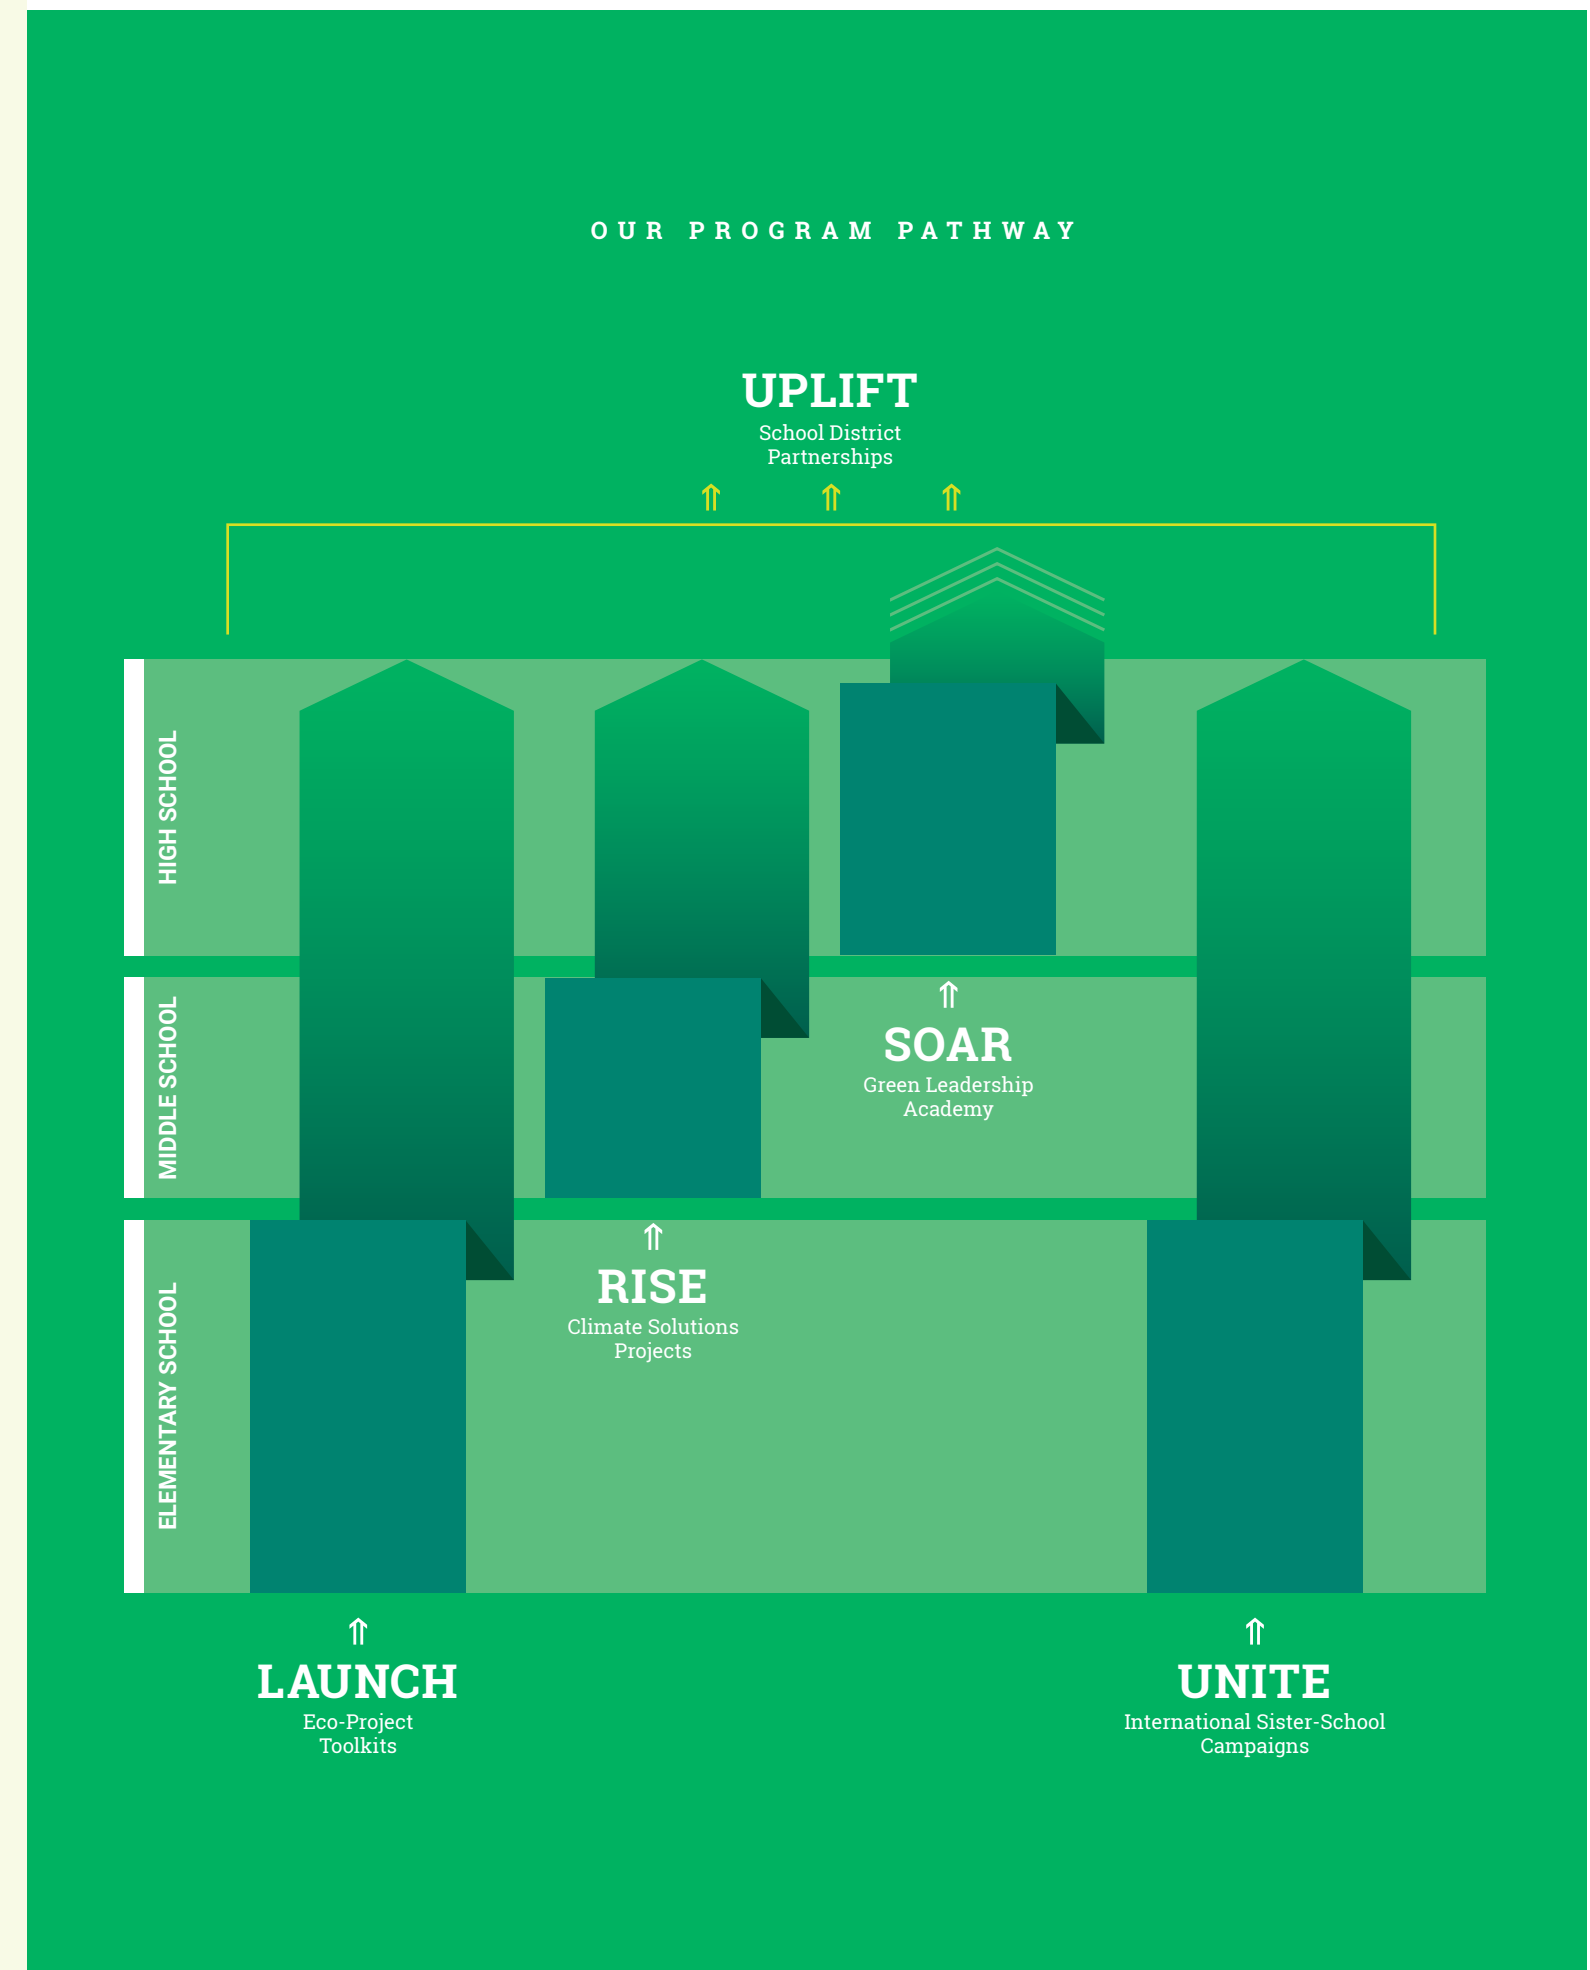 OUR PROGRAM PATHWAY
UPLIFT
School District
Partnerships
⇑ ⇑ ⇑
HIGH SCHOOL
MIDDLE SCHOOL
⇑
SOAR
Green Leadership
Academy
ELEMENTARY SCHOOL
⇑
RISE
Climate Solutions
Projects
⇑
LAUNCH
Eco-Project
Toolkits
⇑
UNITE
International Sister-School
Campaigns